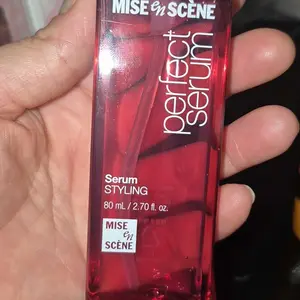 MISE en SCÈNE
perfect
serum
Serum
STYLING
80 mL / 2.70 fl. oz.
MISE
en
SCÈNE